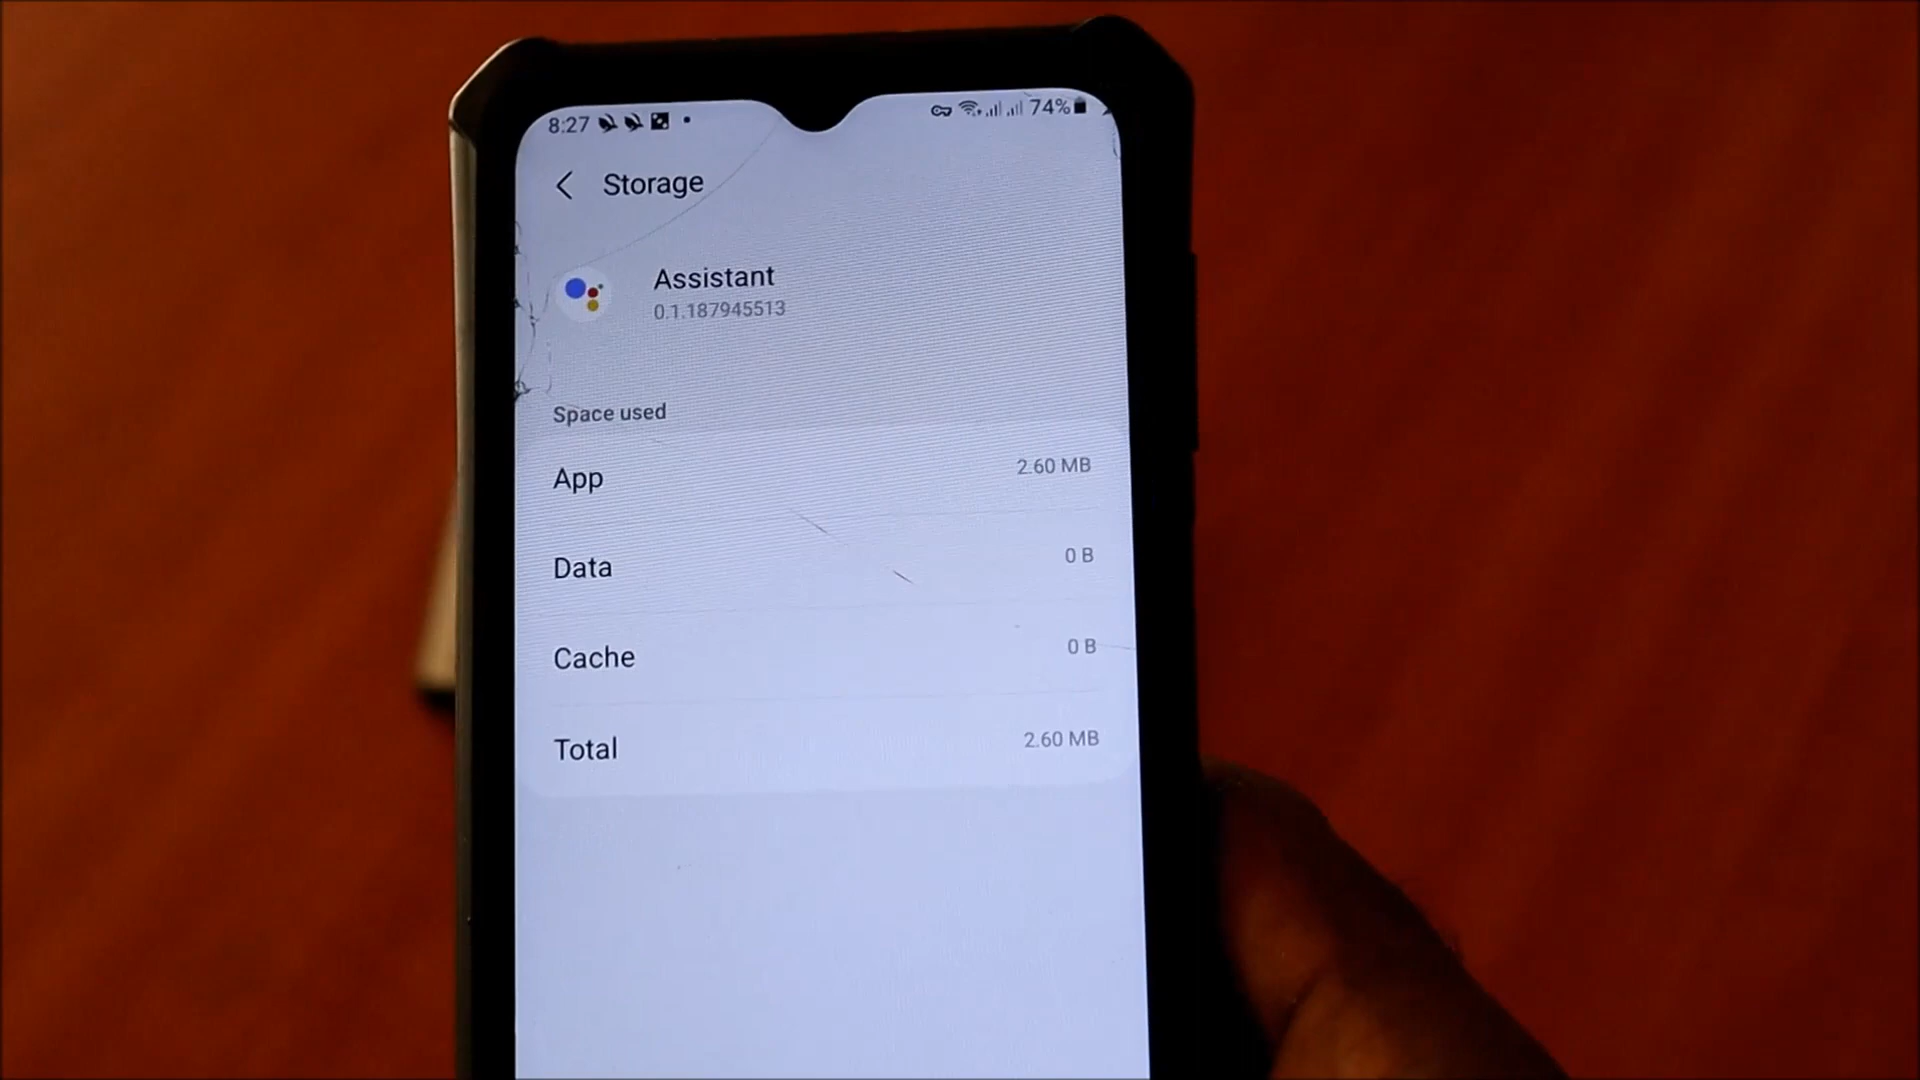 8:27 74%
Storage
Assistant
0.1.187945513
Space used
App 2.60 MB
Data 0 B
Cache 0 B
Total 2.60 MB